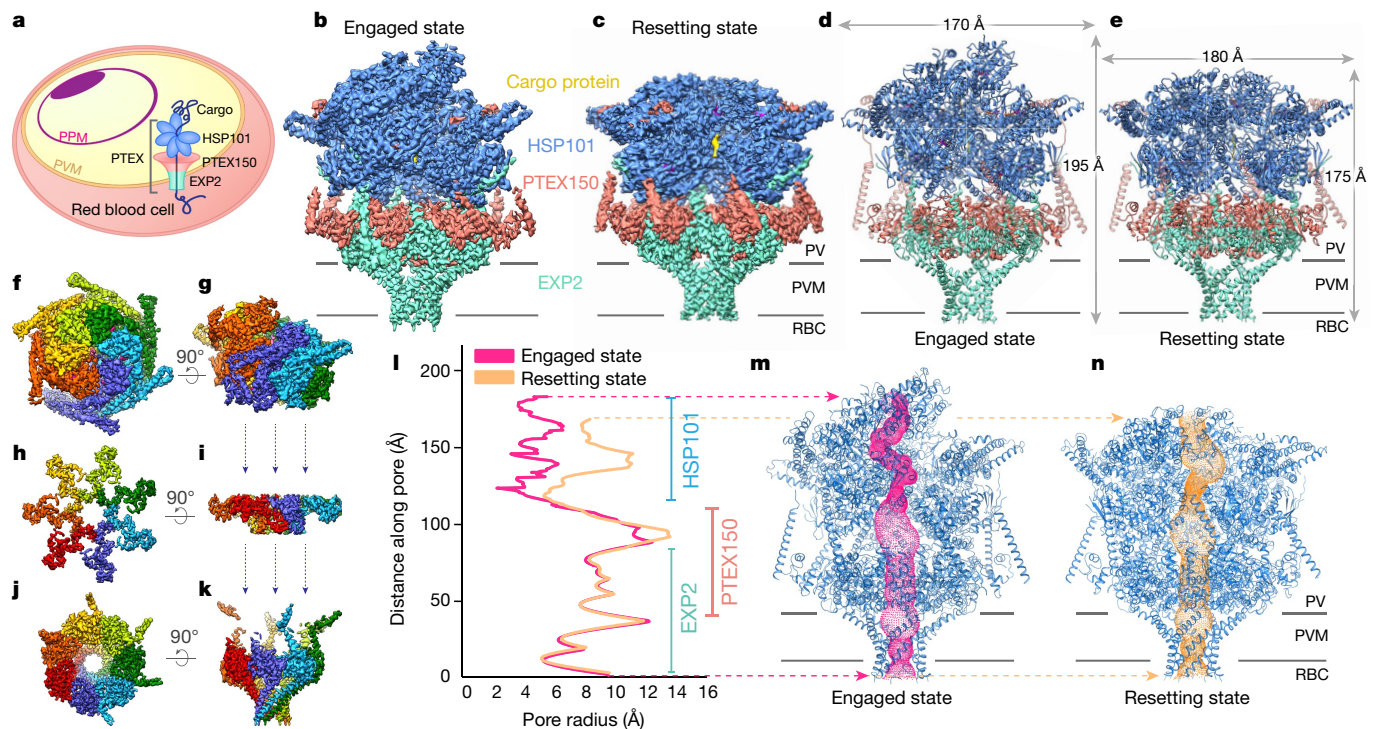 a
Cargo
HSP101
PPM
PTEX
PTEX150
PVM
EXP2
Red blood cell
b
Engaged state
c
Resetting state
Cargo protein
HSP101
PTEX150
EXP2
PV
PVM
RBC
d
170 Å
195 Å
Engaged state
e
180 Å
175 Å
PV
PVM
RBC
Resetting state
f
90°
g
h
90°
i
j
90°
k
l
Engaged state
Resetting state
200
150
100
50
0
Distance along pore (Å)
HSP101
PTEX150
EXP2
0 2 4 6 8 10 12 14 16
Pore radius (Å)
m
Engaged state
n
PV
PVM
RBC
Resetting state